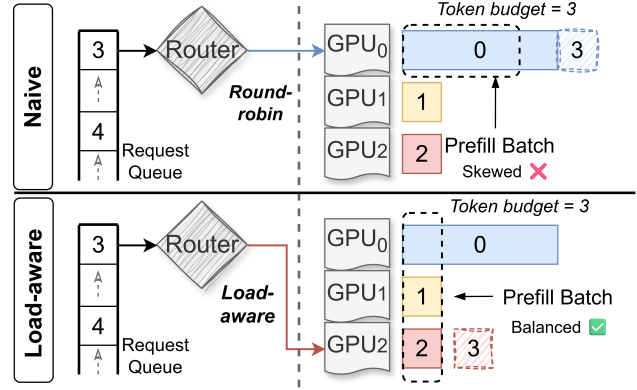 Naive
3
4
Request
Queue
Router
Round-
robin
Token budget = 3
GPU0
0
3
GPU1
1
GPU2
2
Prefill Batch
Skewed ❌
Load-aware
3
4
Request
Queue
Router
Load-
aware
Token budget = 3
GPU0
0
GPU1
1
Prefill Batch
Balanced ✅
GPU2
2
3